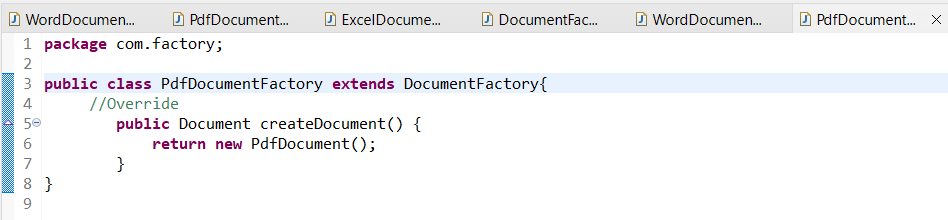 WordDocumen... PdfDocument... ExcelDocume... DocumentFac... WordDocumen... PdfDocument... ×
1 package com.factory;
2
3 public class PdfDocumentFactory extends DocumentFactory{
4 //Override
5 public Document createDocument() {
6 return new PdfDocument();
7 }
8 }
9